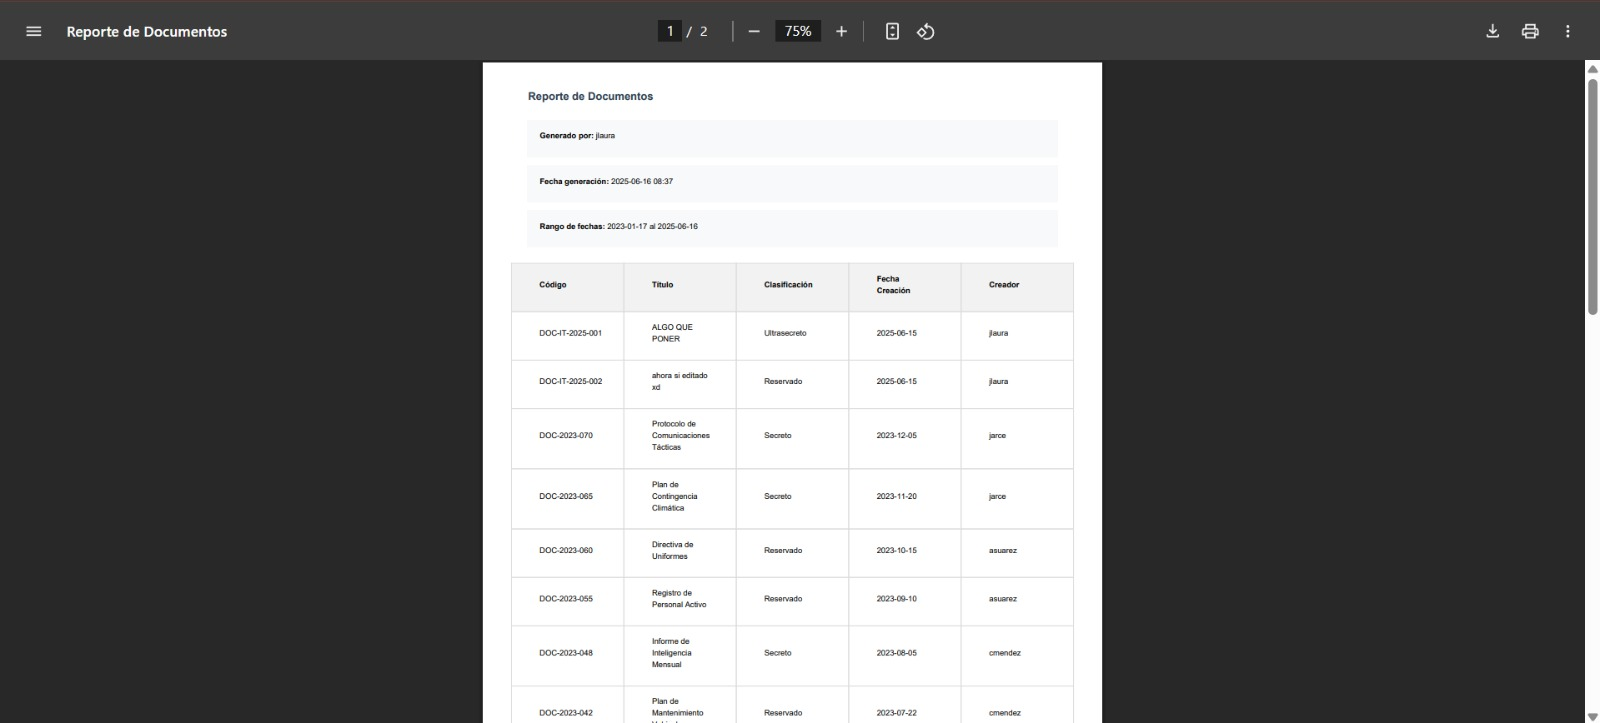 Reporte de Documentos
1 / 2
75%
Reporte de Documentos
Generado por: jlaura
Fecha generación: 2025-06-16 08:37
Rango de fechas: 2023-01-17 al 2025-06-16
Código Título Clasificación Fecha Creación Creador
DOC-IT-2025-001 ALGO QUE PONER Ultrasecreto 2025-06-15 jlaura
DOC-IT-2025-002 ahora si editado xd Reservado 2025-06-15 jlaura
DOC-2023-070 Protocolo de Comunicaciones Tácticas Secreto 2023-12-05 jarce
DOC-2023-065 Plan de Contingencia Climática Secreto 2023-11-20 jarce
DOC-2023-060 Directiva de Uniformes Reservado 2023-10-15 asuarez
DOC-2023-055 Registro de Personal Activo Reservado 2023-09-10 asuarez
DOC-2023-048 Informe de Inteligencia Mensual Secreto 2023-08-05 cmendez
DOC-2023-042 Plan de Mantenimiento Reservado 2023-07-22 cmendez